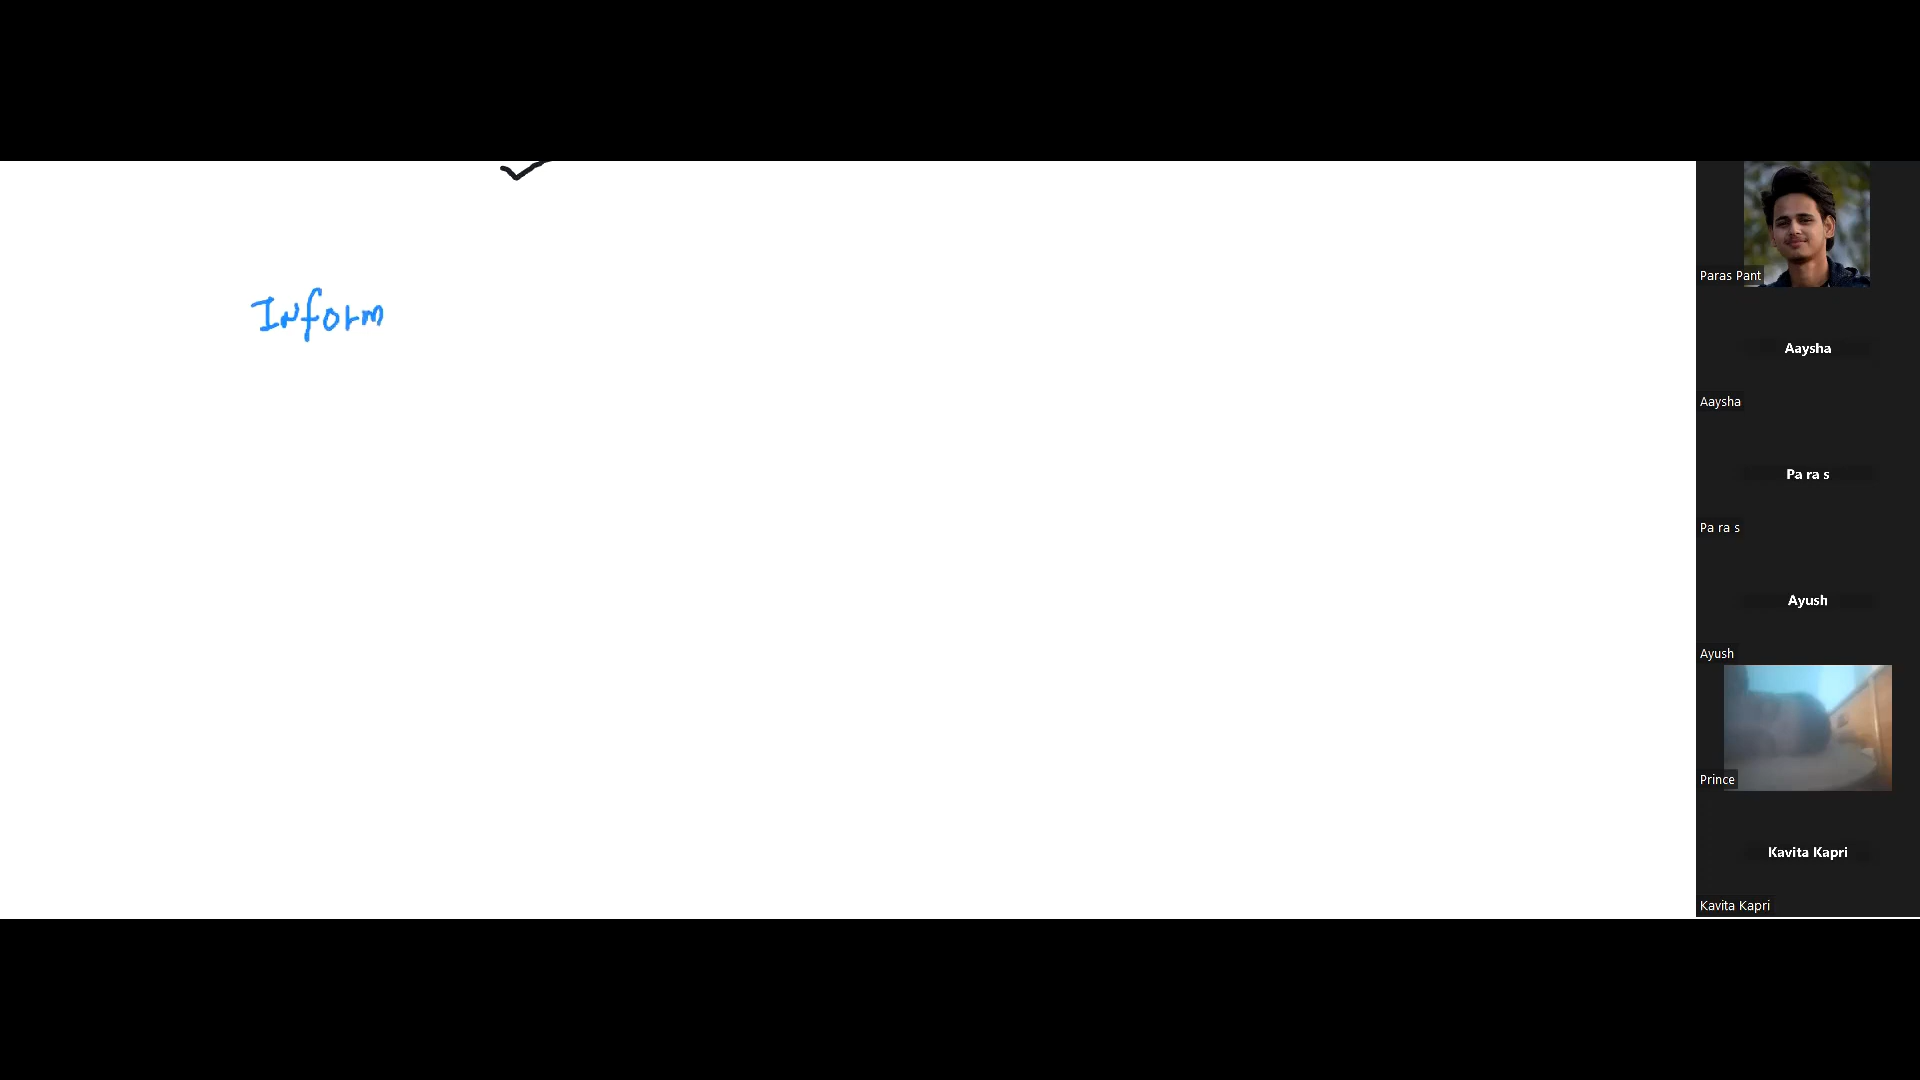 Inform
Paras Pant
Aaysha
Aaysha
Pa ra s
Pa ra s
Ayush
Ayush
Prince
Kavita Kapri
Kavita Kapri